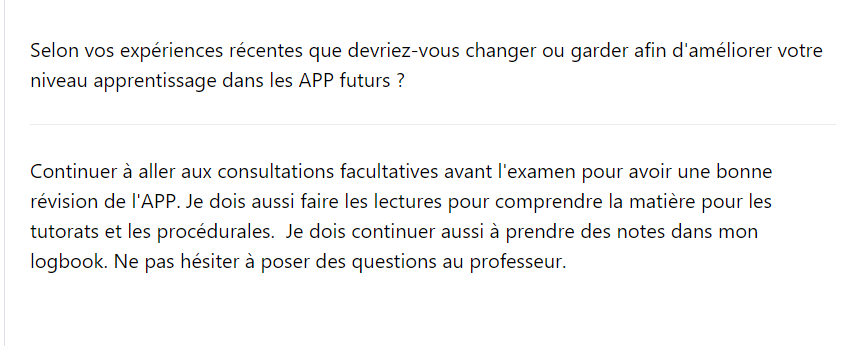 Selon vos expériences récentes que devriez-vous changer ou garder afin d'améliorer votre
niveau apprentissage dans les APP futurs ?
Continuer à aller aux consultations facultatives avant l'examen pour avoir une bonne
révision de l'APP. Je dois aussi faire les lectures pour comprendre la matière pour les
tutorats et les procédurales.  Je dois continuer aussi à prendre des notes dans mon
logbook. Ne pas hésiter à poser des questions au professeur.